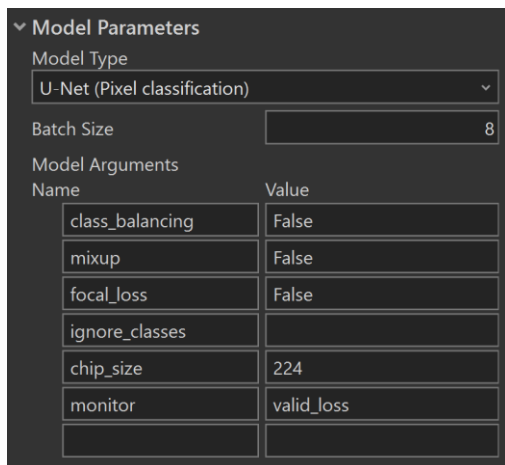 Model Parameters
Model Type
U-Net (Pixel classification)
Batch Size 8
Model Arguments
Name Value
class_balancing False
mixup False
focal_loss False
ignore_classes
chip_size 224
monitor valid_loss